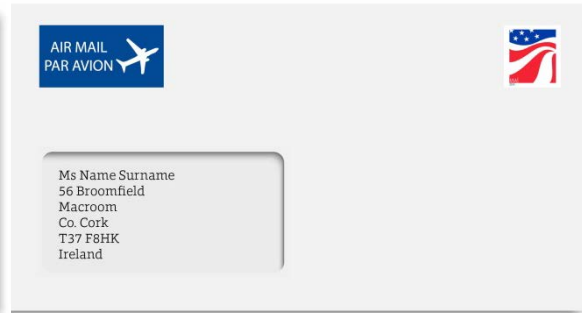 AIR MAIL
PAR AVION
Ms Name Surname
56 Broomfield
Macroom
Co. Cork
T37 F8HK
Ireland